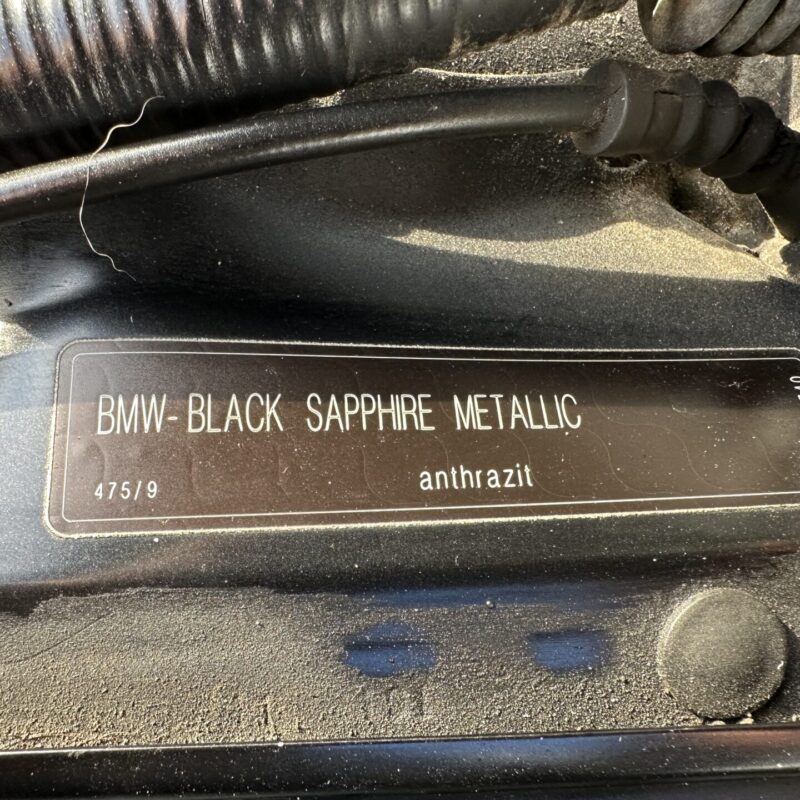 BMW-BLACK SAPPHIRE METALLIC
475/9 anthrazit